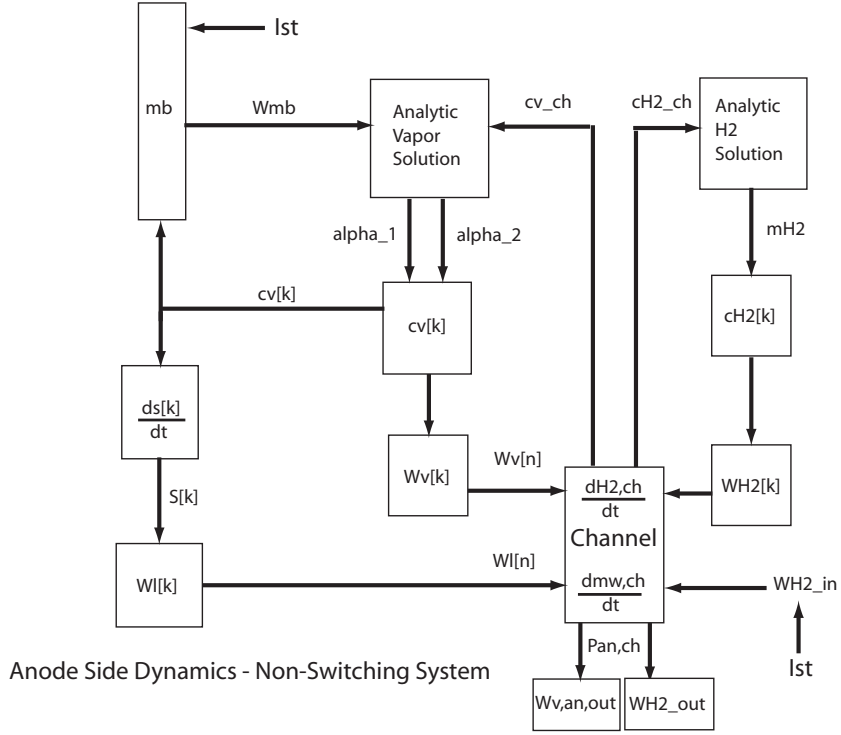 Ist
mb
Wmb
Analytic
Vapor
Solution
cv_ch
cH2_ch
Analytic
H2
Solution
alpha_1
alpha_2
mH2
cv[k]
cv[k]
cH2[k]
ds[k]
dt
Wv[k]
Wv[n]
WH2[k]
S[k]
dH2,ch
dt
Channel
Wl[k]
Wl[n]
dmw,ch
dt
WH2_in
Ist
Pan,ch
Anode Side Dynamics - Non-Switching System
Wv,an,out
WH2_out